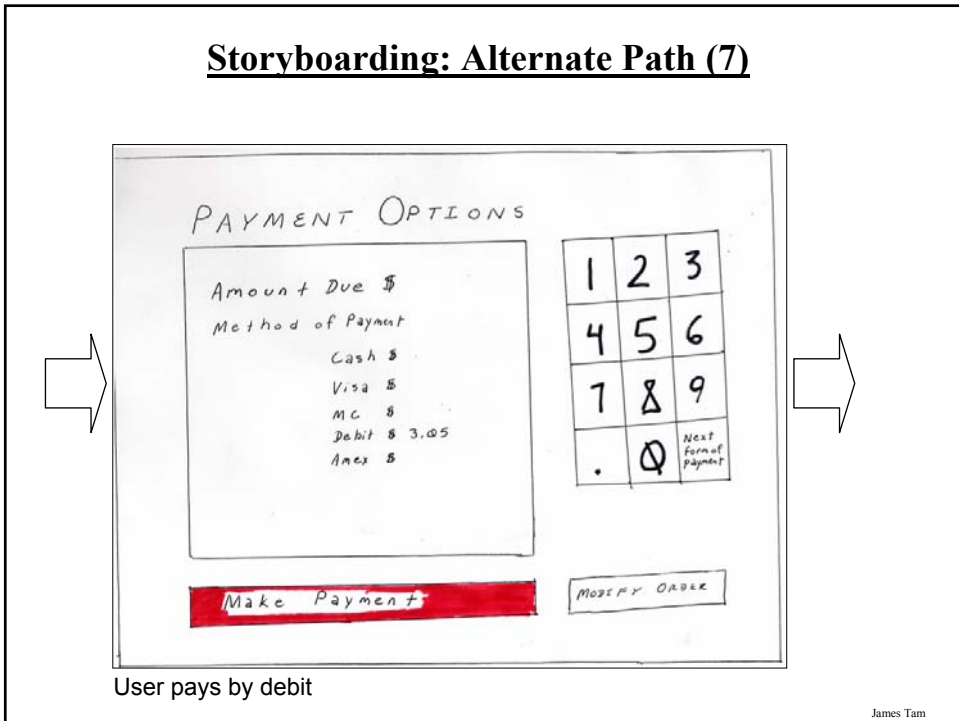 Storyboarding: Alternate Path (7)
PAYMENT OPTIONS
Amount Due $
Method of Payment
Cash $
Visa $
MC $
Debit $ 3.05
Amex $
1 2 3
4 5 6
7 8 9
. 0 Next
form of
payment
Make Payment
MODIFY ORDER
User pays by debit
James Tam